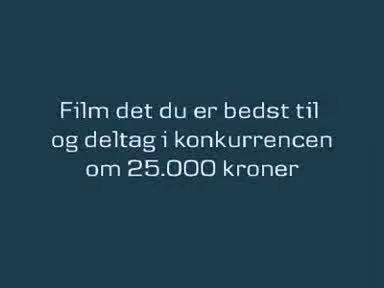 Film det du er bedst til
og deltag i konkurrencen
om 25.000 kroner